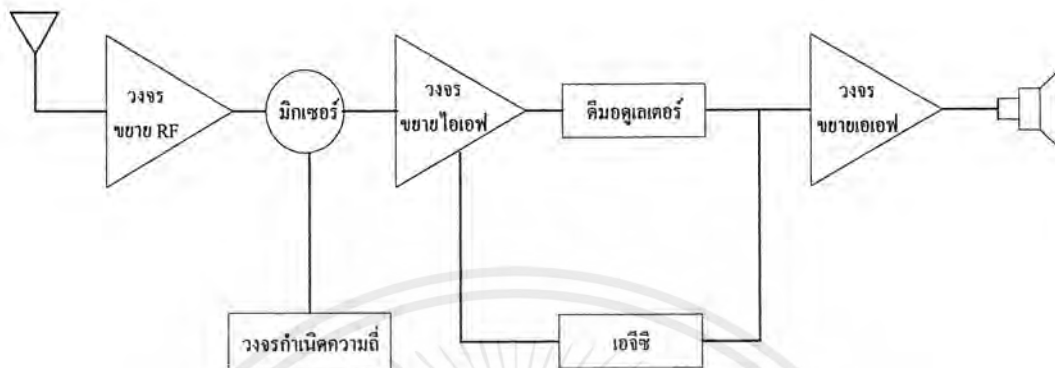 วงจร
ขยาย RF
มิกเซอร์
วงจร
ขยายไอเอฟ
ดีมอดูเลเตอร์
วงจร
ขยายเอเอฟ
วงจรกำเนิดความถี่
เอจีซี